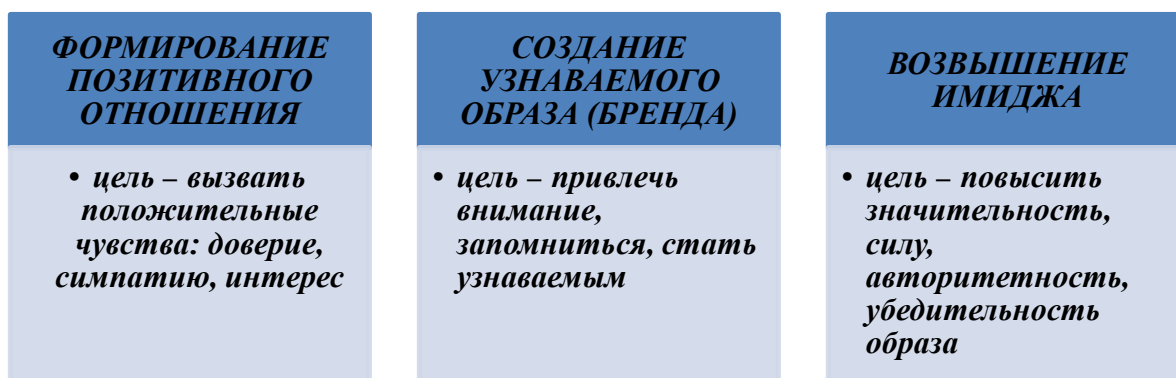 ФОРМИРОВАНИЕ
ПОЗИТИВНОГО
ОТНОШЕНИЯ
• цель – вызвать
положительные
чувства: доверие,
симпатию, интерес
СОЗДАНИЕ
УЗНАВАЕМОГО
ОБРАЗА (БРЕНДА)
• цель – привлечь
внимание,
запомниться, стать
узнаваемым
ВОЗВЫШЕНИЕ
ИМИДЖА
• цель – повысить
значительность,
силу,
авторитетность,
убедительность
образа